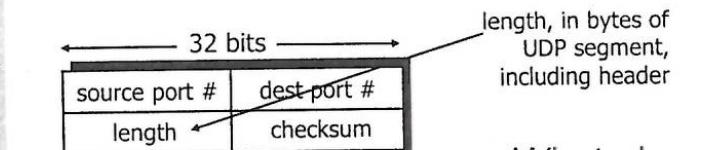 length, in bytes of
UDP segment,
including header
32 bits
source port # dest port #
length checksum